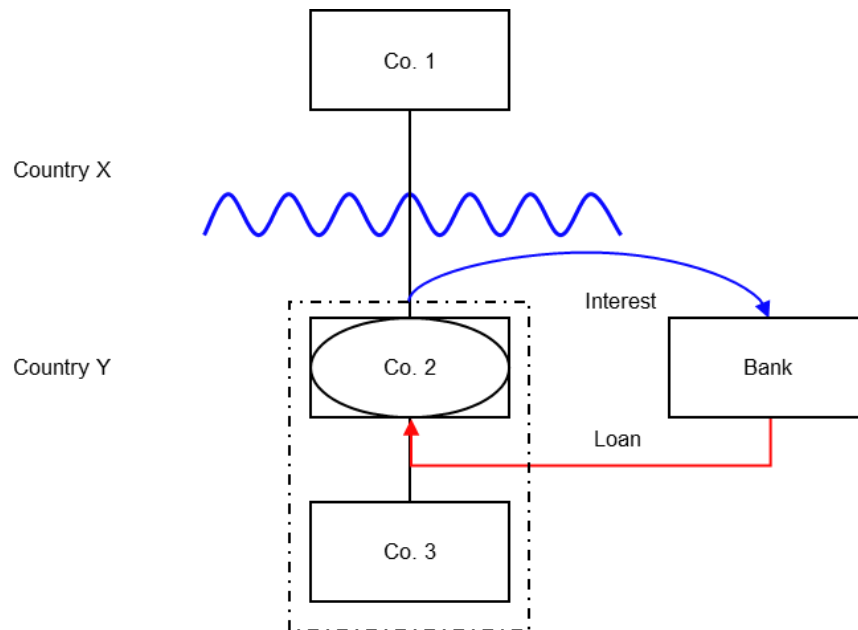 Co. 1
Country X
Interest
Country Y
Co. 2
Bank
Loan
Co. 3